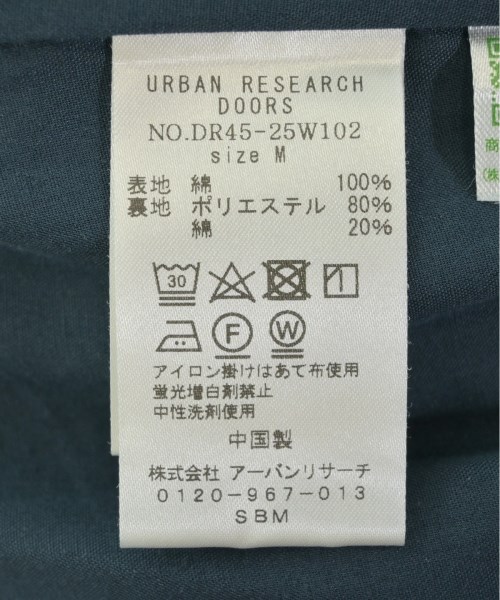 URBAN RESEARCH
DOORS
NO.DR45-25W102
size M
表地 綿 100%
裏地 ポリエステル 80%
綿 20%
30
F W
アイロン掛けはあて布使用
蛍光増白剤禁止
中性洗剤使用
中国製
株式会社 アーバンリサーチ
0120-967-013
SBM
商
(株